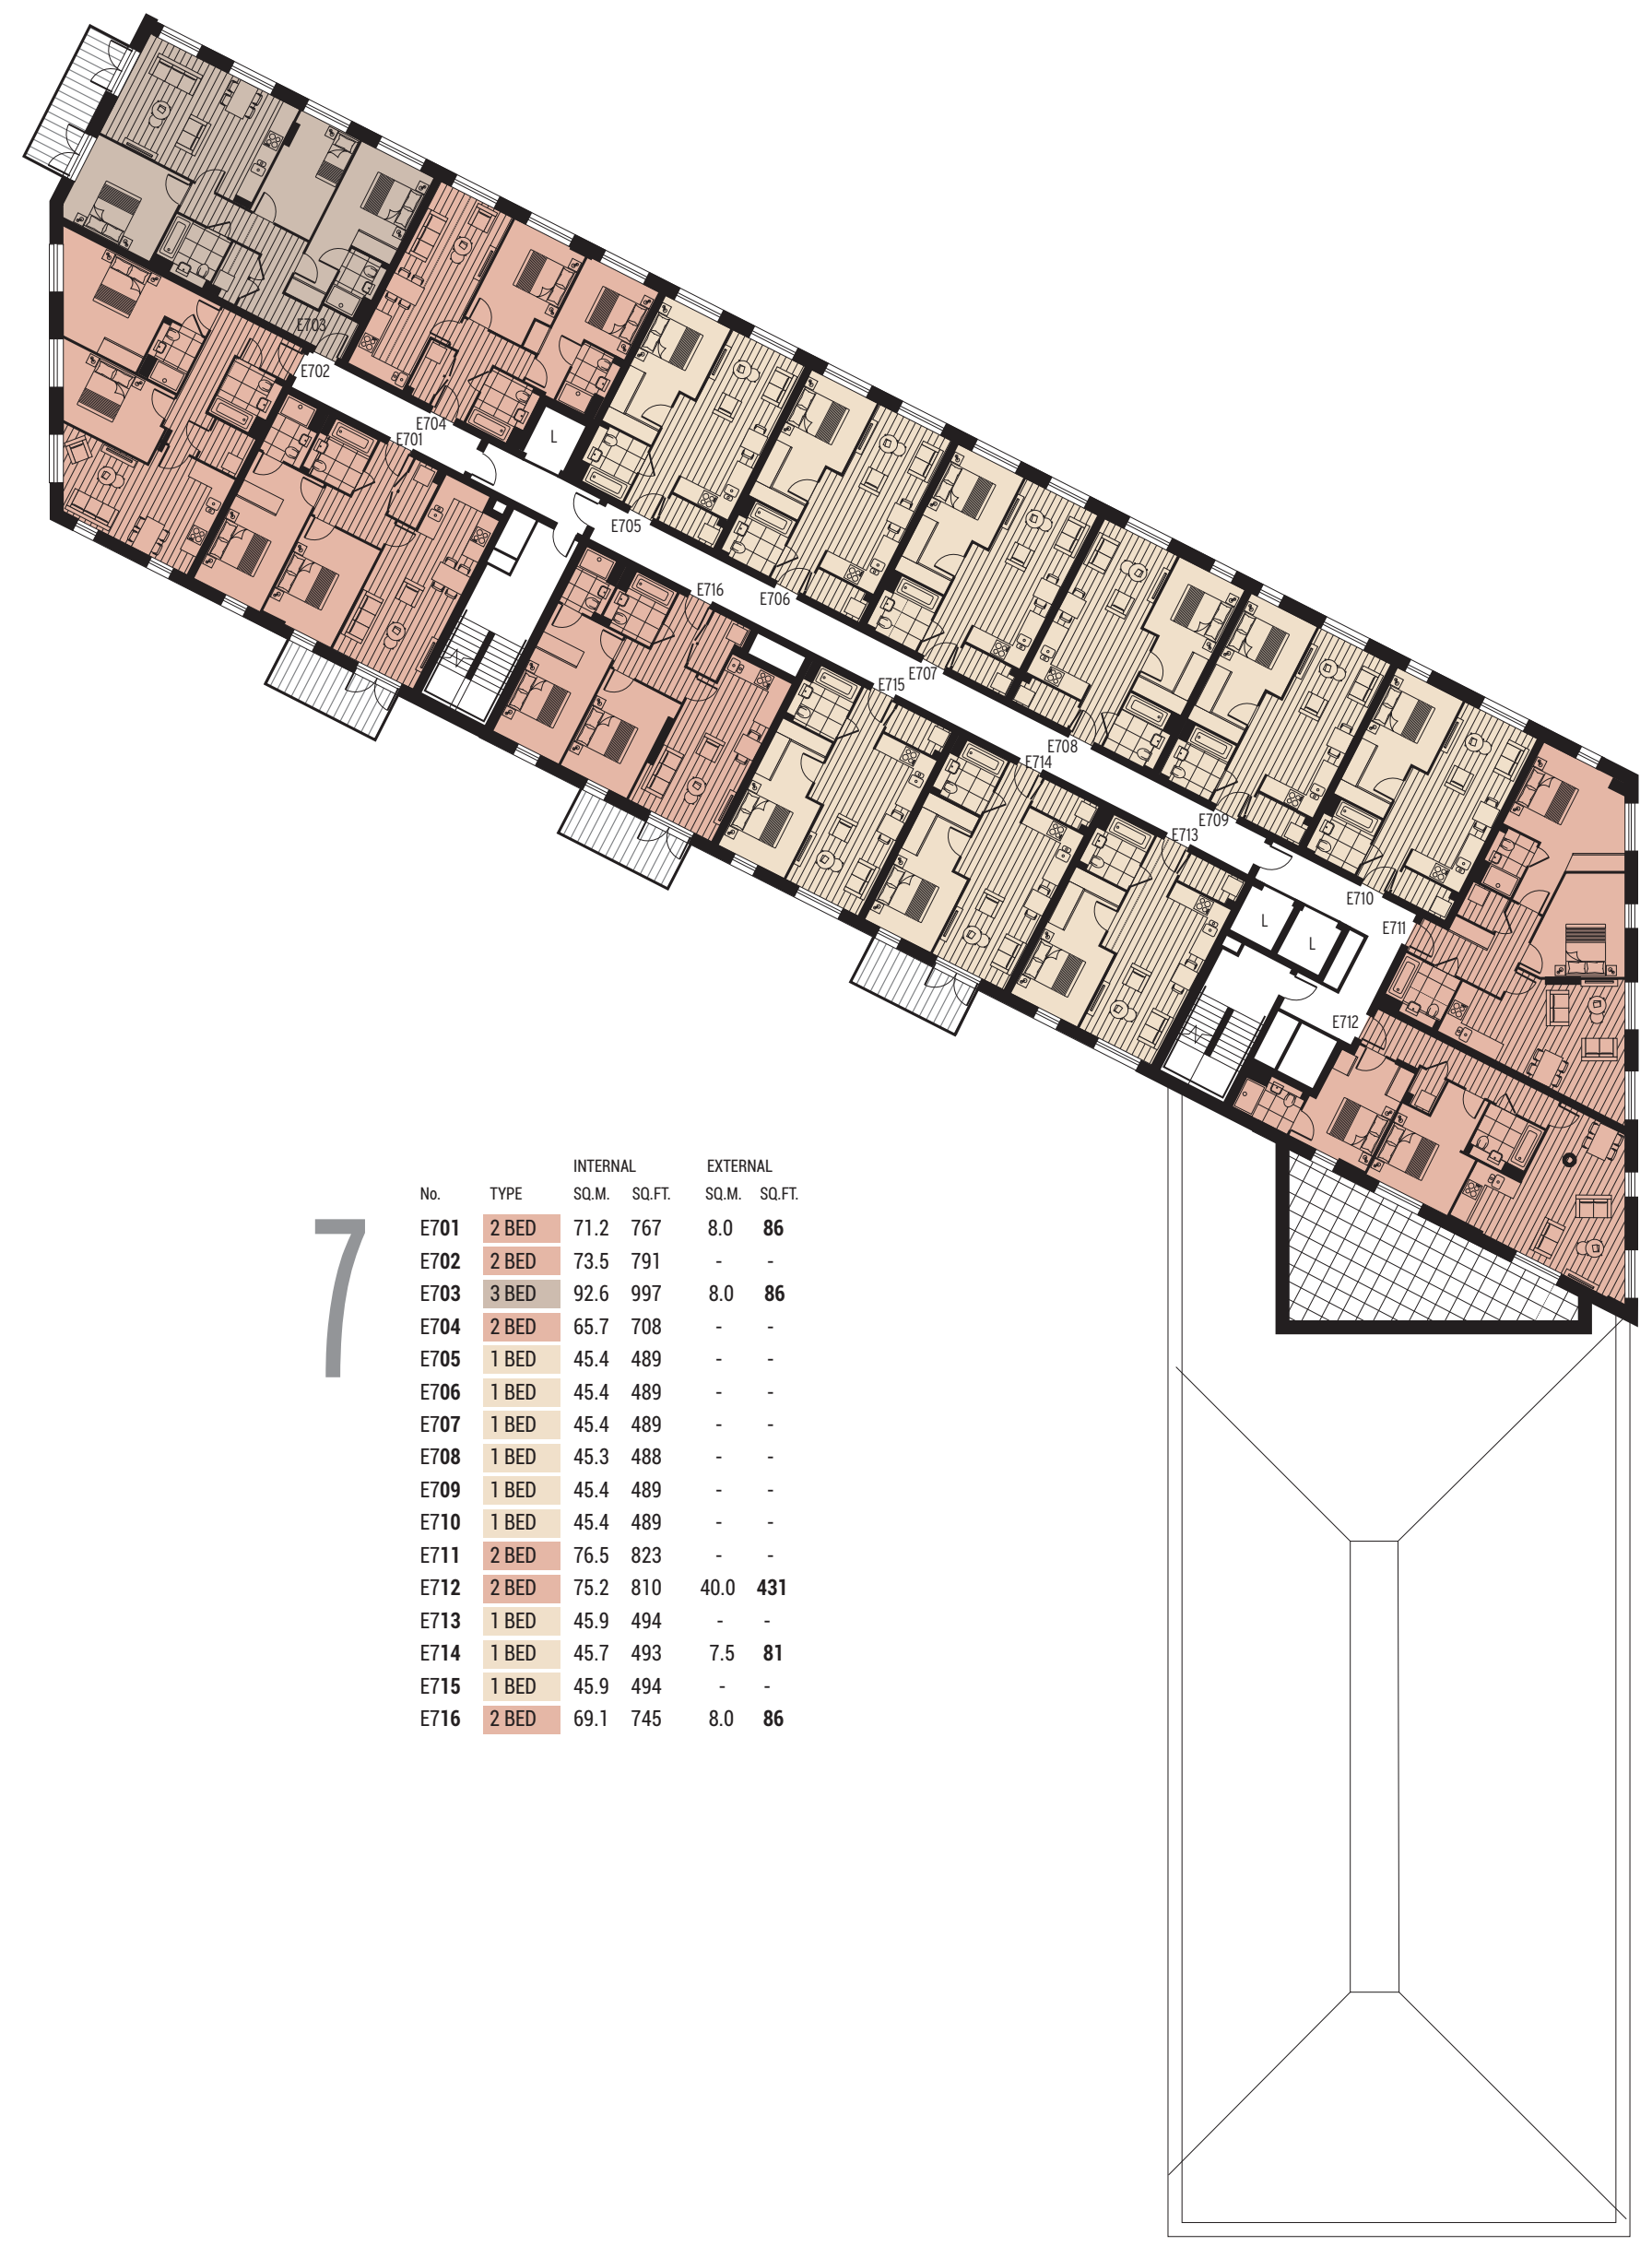 E703
E702
E704
E701
L
E705
E716
E706
E707
E715
E708
E714
E709
E713
E710
L
E711
L
E712
7
INTERNAL EXTERNAL
No. TYPE SQ.M. SQ.FT. SQ.M. SQ.FT.
E701 2 BED 71.2 767 8.0 86
E702 2 BED 73.5 791 - -
E703 3 BED 92.6 997 8.0 86
E704 2 BED 65.7 708 - -
E705 1 BED 45.4 489 - -
E706 1 BED 45.4 489 - -
E707 1 BED 45.4 489 - -
E708 1 BED 45.3 488 - -
E709 1 BED 45.4 489 - -
E710 1 BED 45.4 489 - -
E711 2 BED 76.5 823 - -
E712 2 BED 75.2 810 40.0 431
E713 1 BED 45.9 494 - -
E714 1 BED 45.7 493 7.5 81
E715 1 BED 45.9 494 - -
E716 2 BED 69.1 745 8.0 86